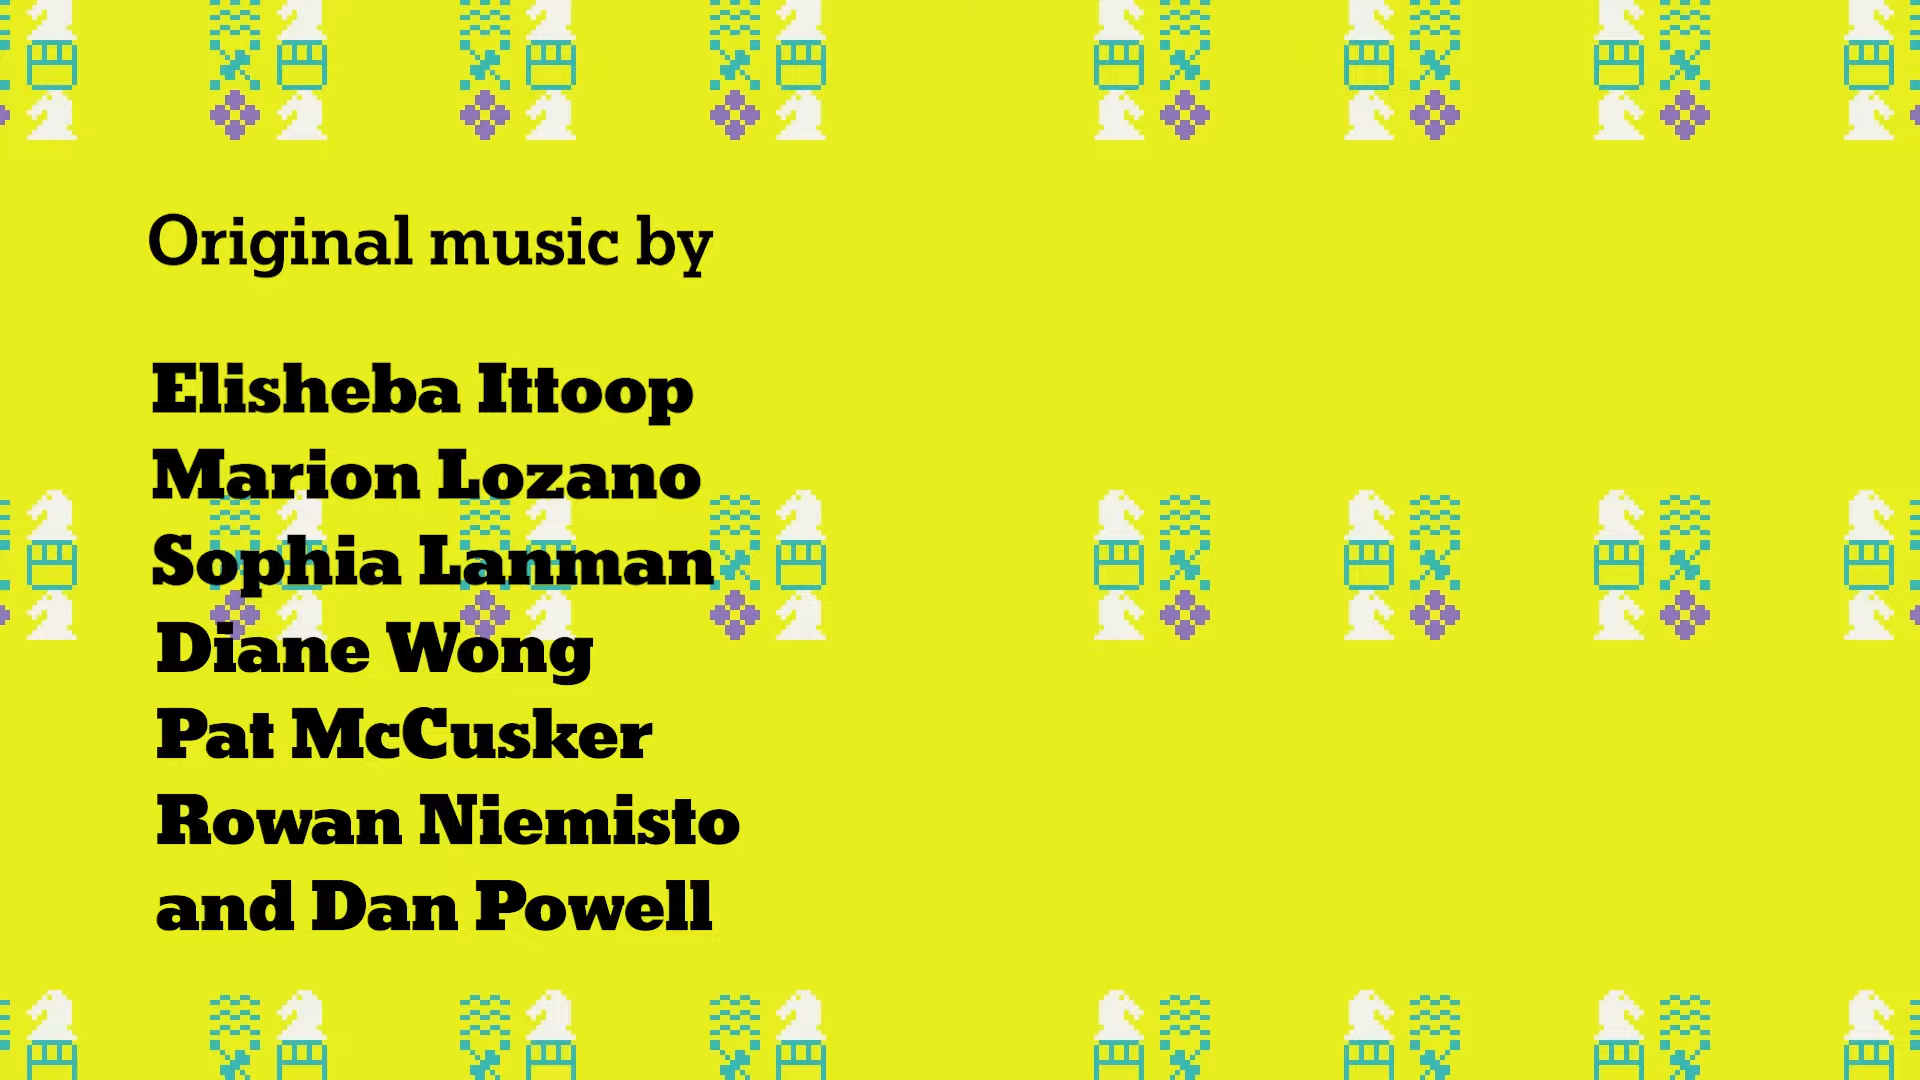 Original music by
Elisheba Ittoop
Marion Lozano
Sophia Lanman
Diane Wong
Pat McCusker
Rowan Niemisto
and Dan Powell